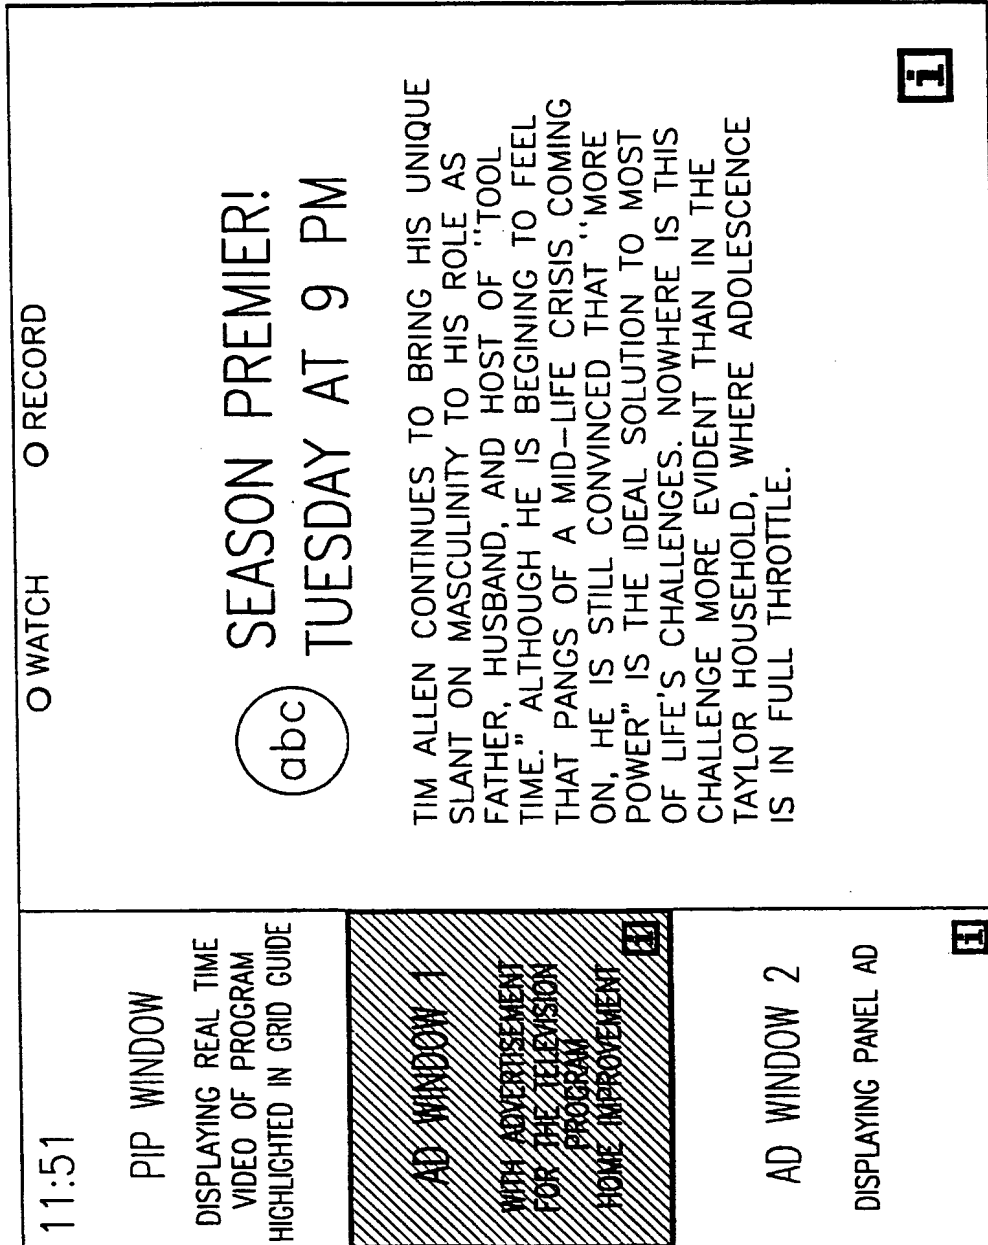 11:51
PIP WINDOW
DISPLAYING REAL TIME
VIDEO OF PROGRAM
HIGHLIGHTED IN GRID GUIDE
AD WINDOW 1
WITH ADVERTISEMENT
FOR THE TELEVISION
PROGRAM
HOME IMPROVEMENT
i
AD WINDOW 2
DISPLAYING PANEL AD
i
O WATCH O RECORD
abc
SEASON PREMIER!
TUESDAY AT 9 PM
TIM ALLEN CONTINUES TO BRING HIS UNIQUE
SLANT ON MASCULINITY TO HIS ROLE AS
FATHER, HUSBAND, AND HOST OF ''TOOL
TIME." ALTHOUGH HE IS BEGINING TO FEEL
THAT PANGS OF A MID-LIFE CRISIS COMING
ON, HE IS STILL CONVINCED THAT ''MORE
POWER" IS THE IDEAL SOLUTION TO MOST
OF LIFE'S CHALLENGES. NOWHERE IS THIS
CHALLENGE MORE EVIDENT THAN IN THE
TAYLOR HOUSEHOLD, WHERE ADOLESCENCE
IS IN FULL THROTTLE.
i